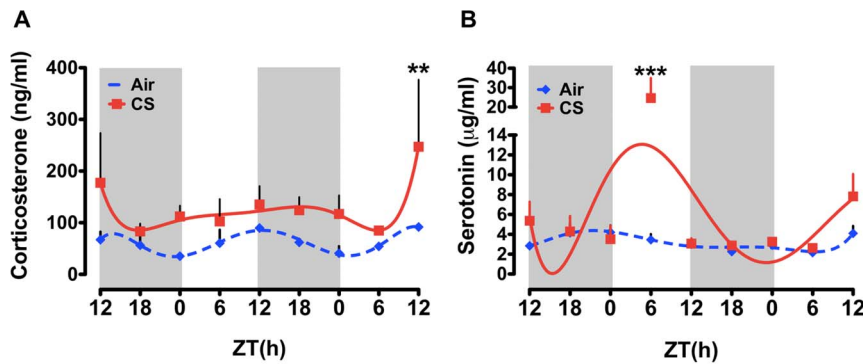 A
Corticosterone (ng/ml)
400
300
200
100
0
Air
CS
**
12 18 0 6 12 18 0 6 12
ZT(h)
B
Serotonin (µg/ml)
40
30
20
10
14
12
10
8
6
4
2
0
Air
CS
***
12 18 0 6 12 18 0 6 12
ZT(h)